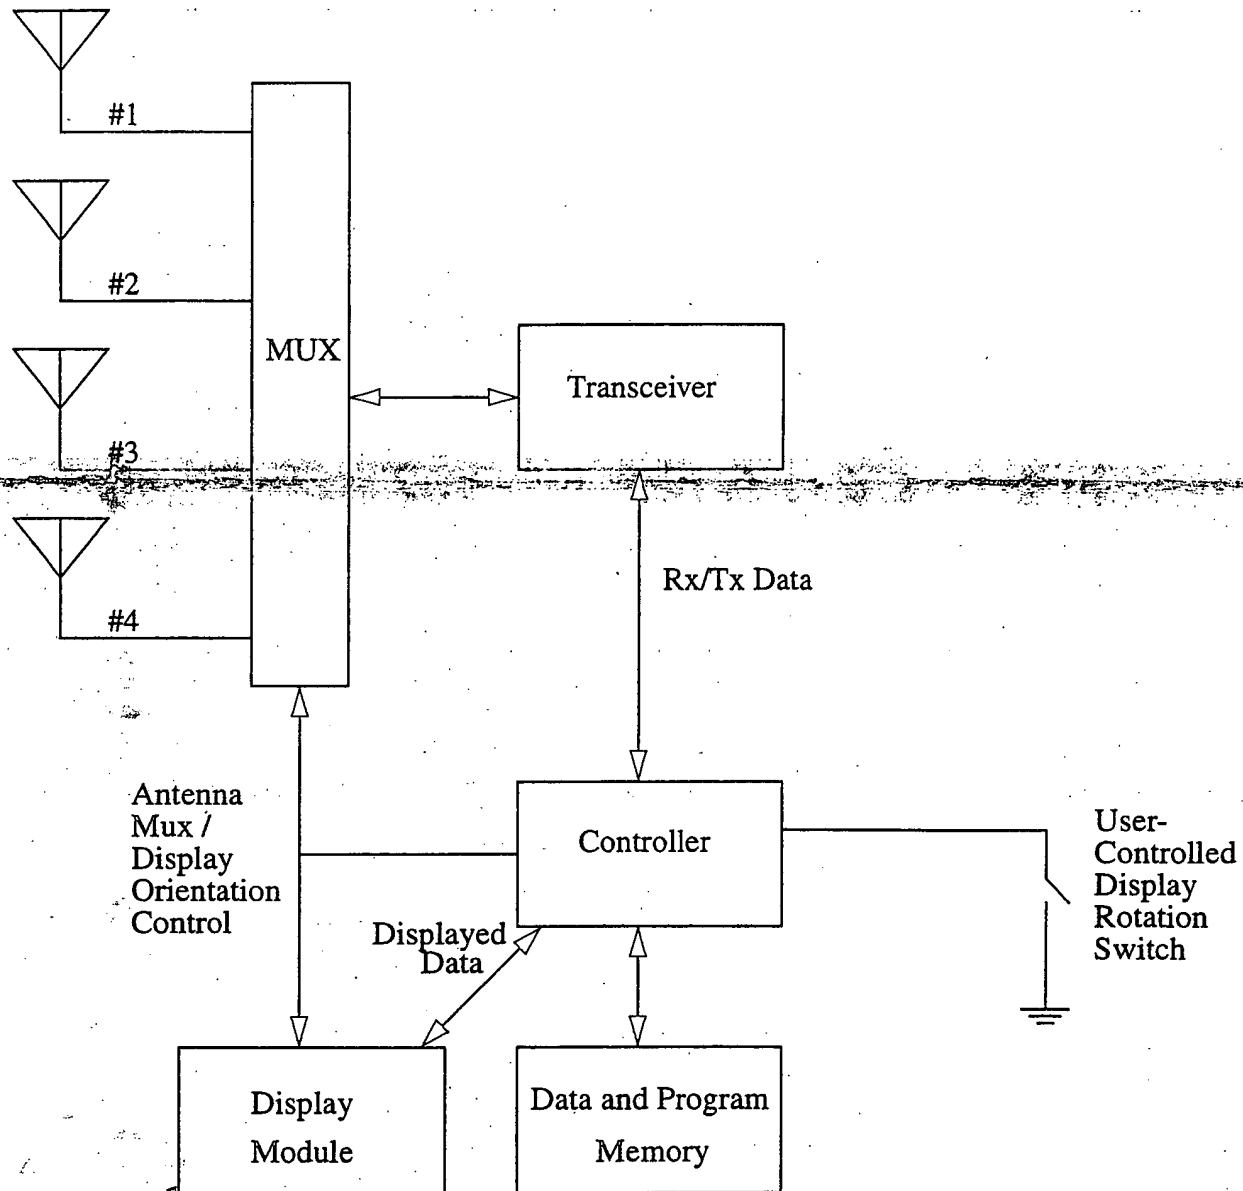 #1
#2
MUX
Transceiver
#3
Rx/Tx Data
#4
Antenna
Mux /
Display
Orientation
Control
Controller
User-
Controlled
Display
Rotation
Switch
Displayed
Data
Display
Module
Data and Program
Memory